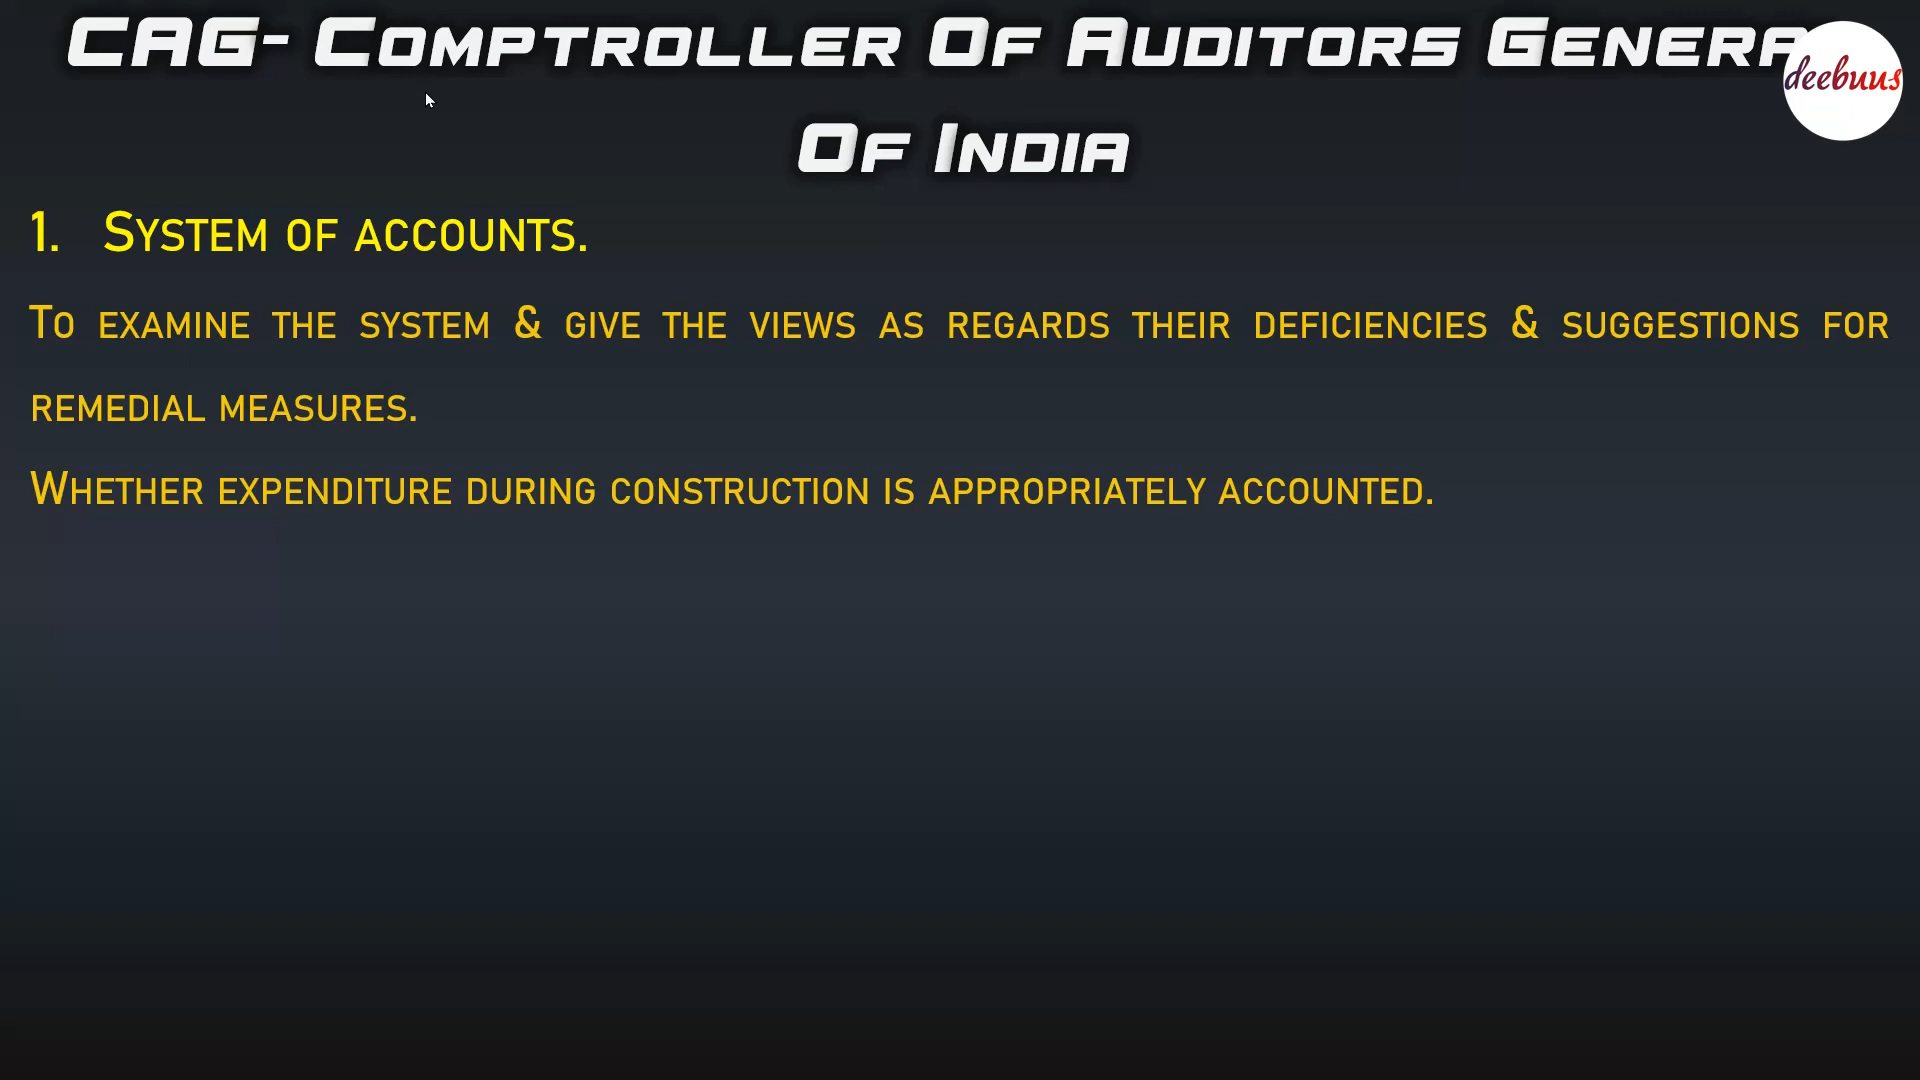 CAG- Comptroller Of Auditors Genera
deebuus
Of India
1. System of accounts.
To examine the system & give the views as regards their deficiencies & suggestions for
remedial measures.
Whether expenditure during construction is appropriately accounted.